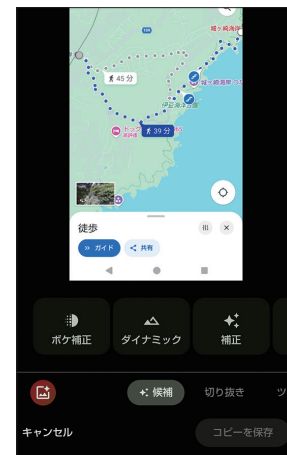 城ヶ崎海岸
45 分
伊豆海洋公園
39 分
徒歩
ガイド
共有
ボケ補正
ダイナミック
補正
候補
切り抜き
ツ
キャンセル
コピーを保存